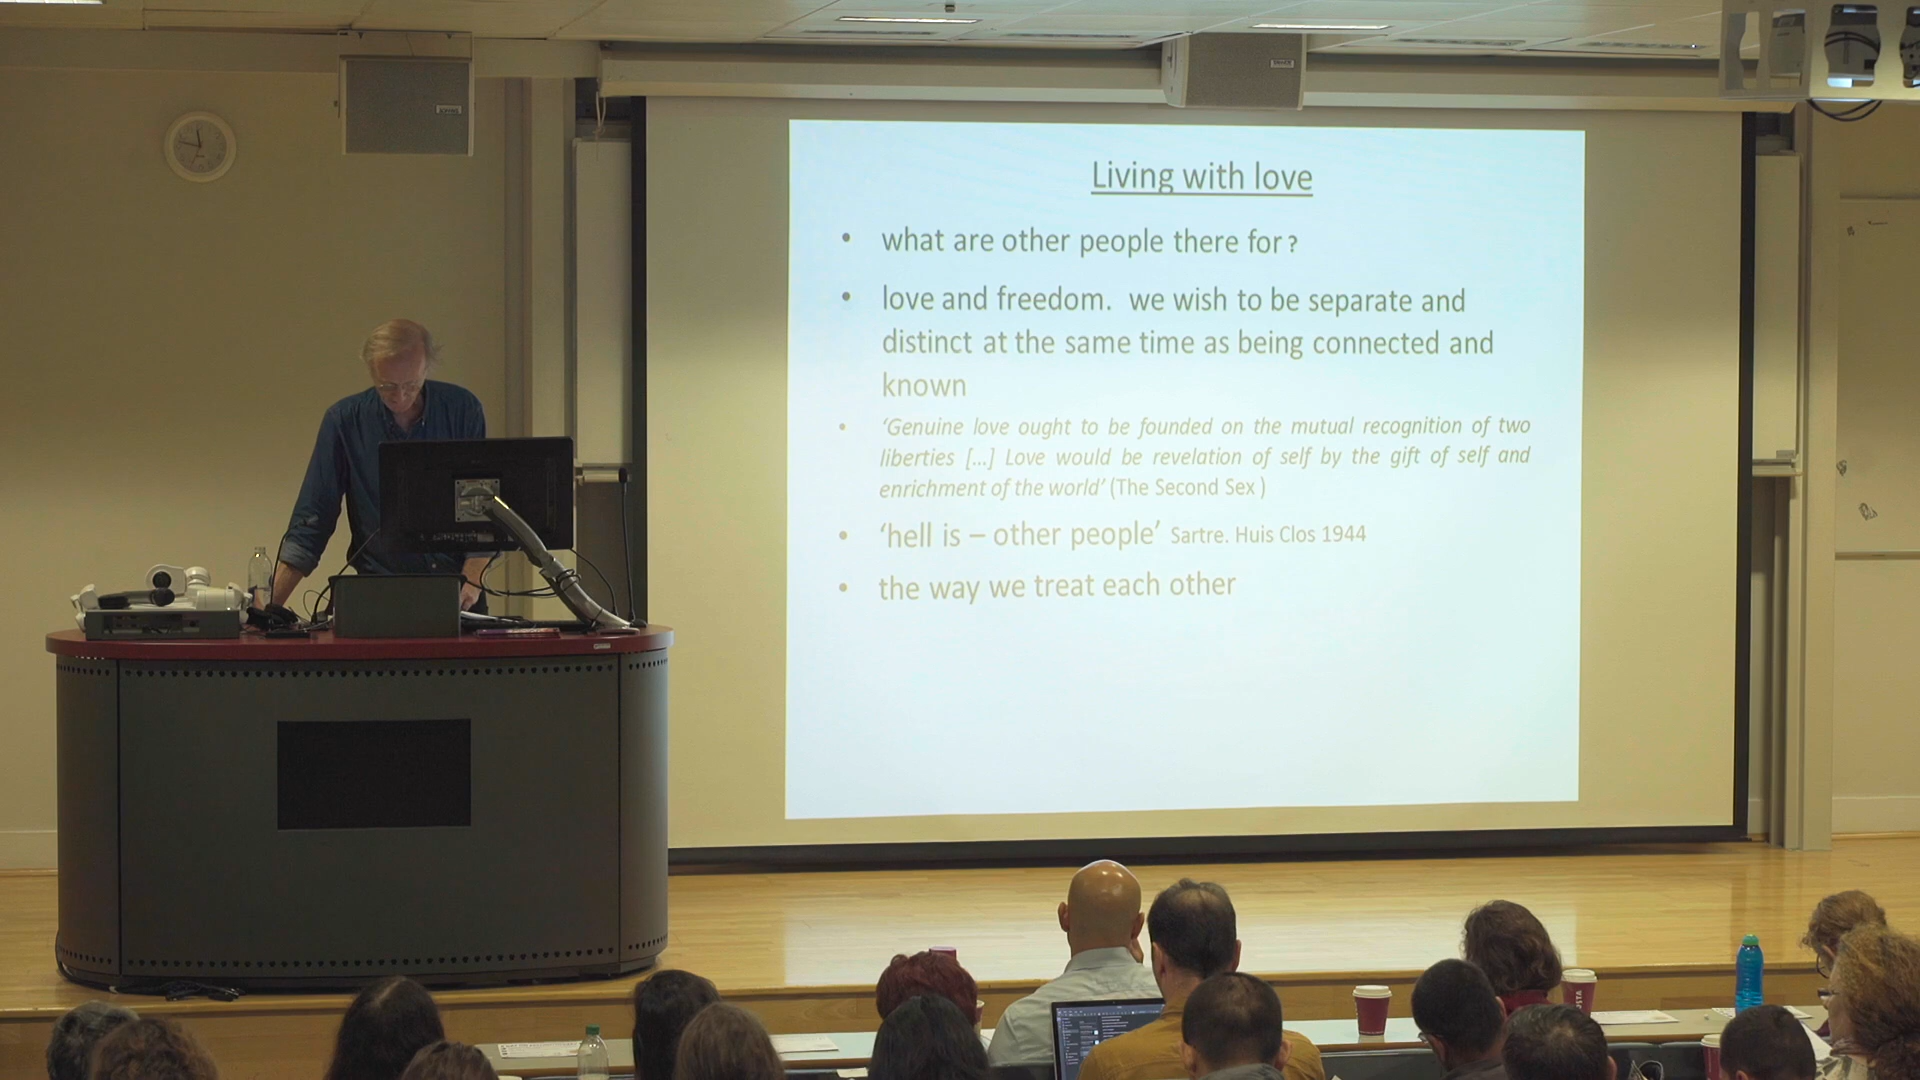 Living with love
• what are other people there for ?
• love and freedom. we wish to be separate and
distinct at the same time as being connected and
known
• ‘Genuine love ought to be founded on the mutual recognition of two
liberties [...] Love would be revelation of self by the gift of self and
enrichment of the world’ (The Second Sex )
• ‘hell is – other people’ Sartre. Huis Clos 1944
• the way we treat each other